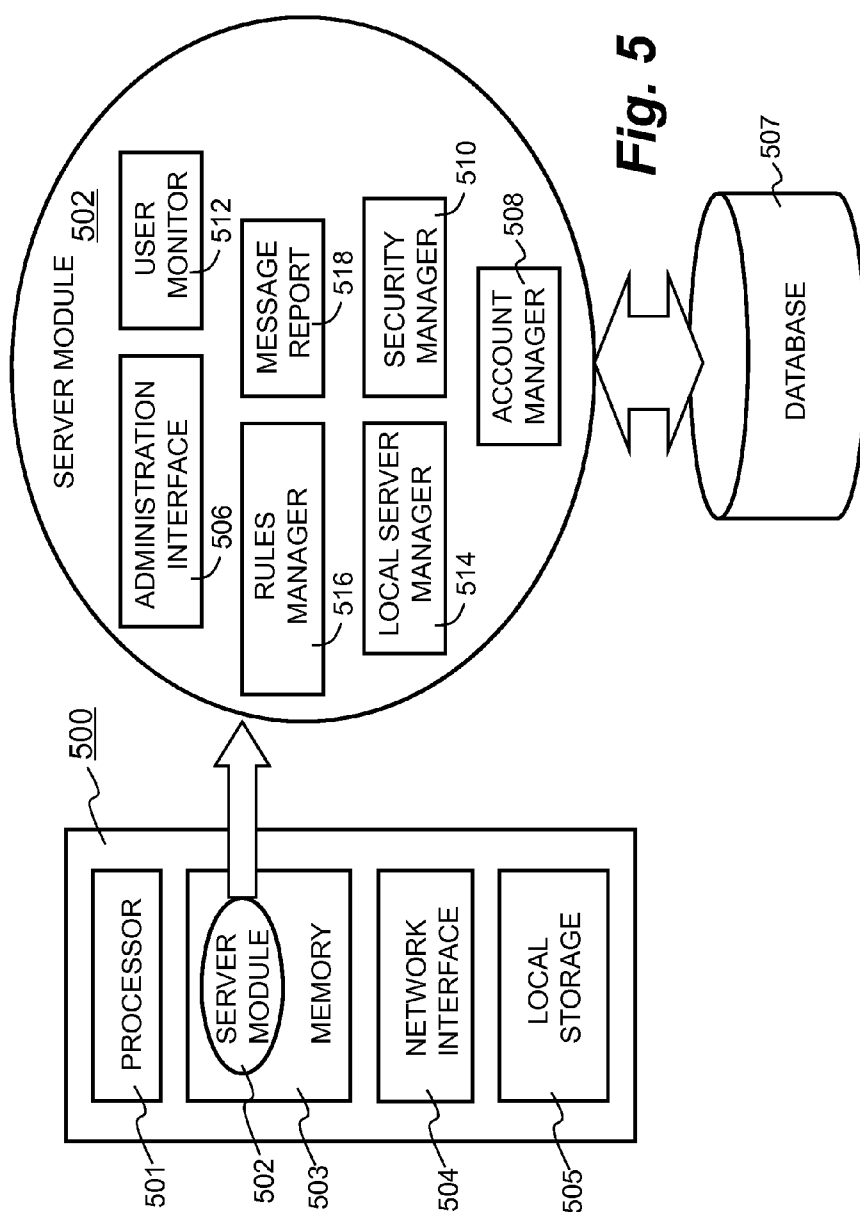 500
PROCESSOR
501
SERVER
MODULE
502
MEMORY
503
NETWORK
INTERFACE
504
LOCAL
STORAGE
505
SERVER MODULE
502
ADMINISTRATION
INTERFACE
506
USER
MONITOR
512
RULES
MANAGER
516
MESSAGE
REPORT
518
LOCAL SERVER
MANAGER
514
SECURITY
MANAGER
510
ACCOUNT
MANAGER
508
DATABASE
507
Fig. 5